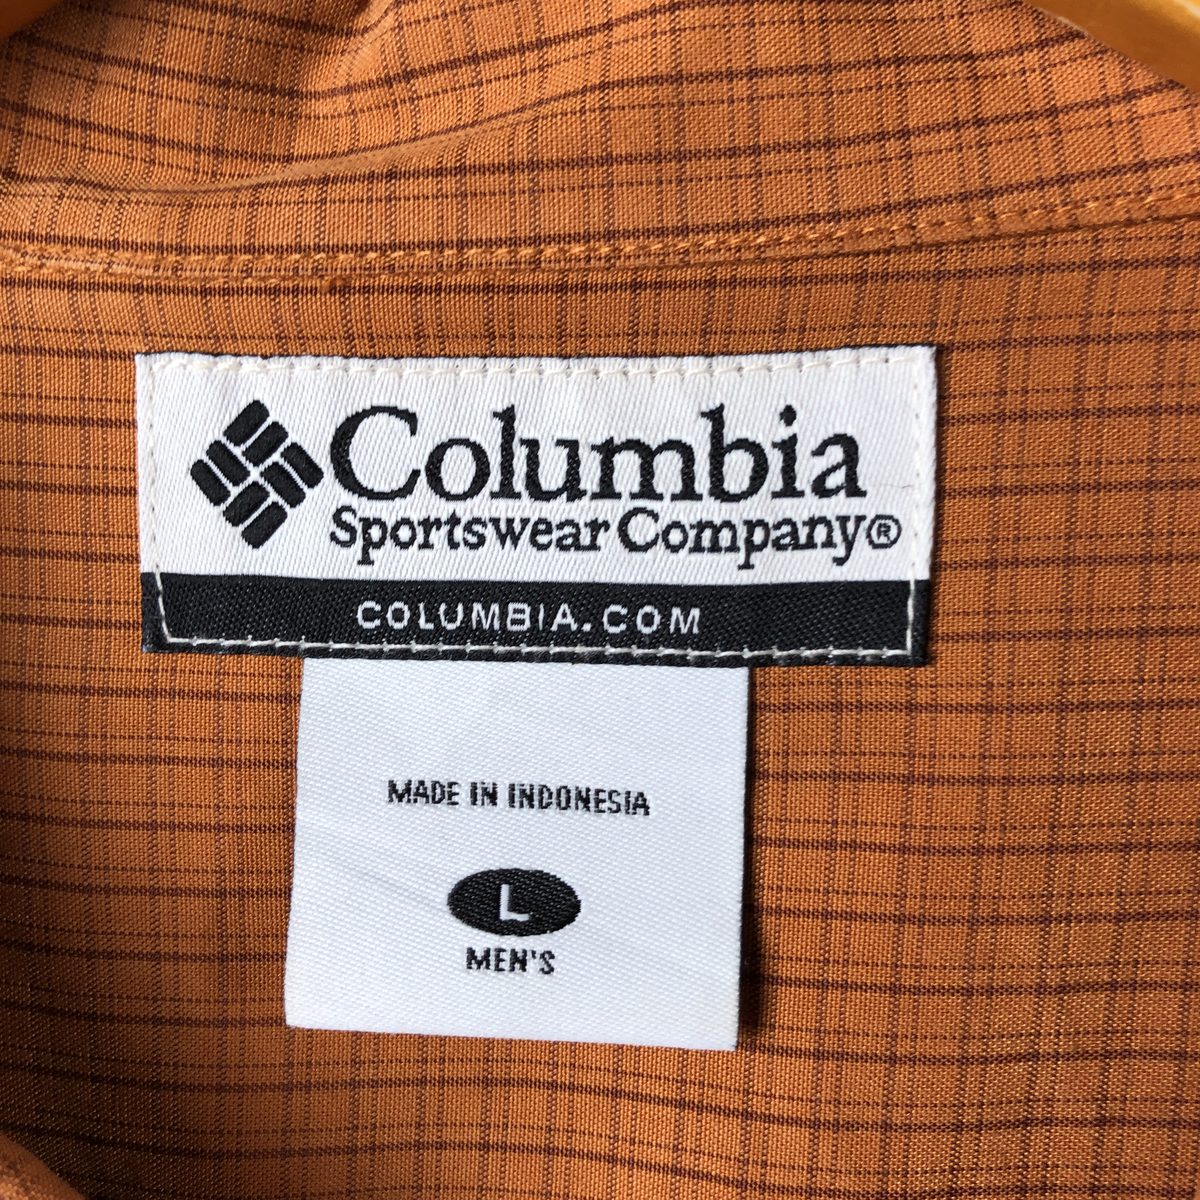 Columbia
Sportswear Company®
COLUMBIA.COM
MADE IN INDONESIA
L
MEN'S